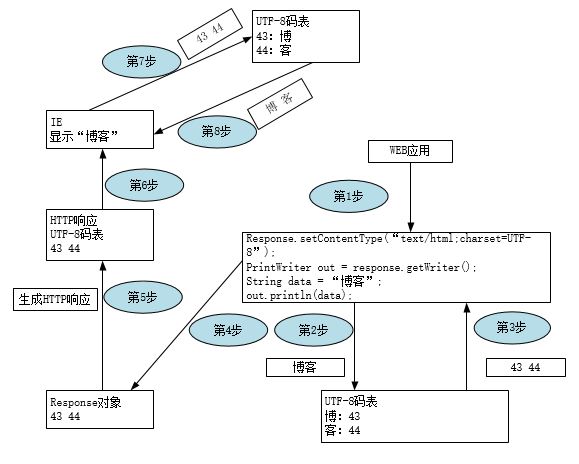 43 44
UTF-8码表
43: 博
44: 客
第7步
IE
显示“博客”
博 客
第8步
WEB应用
第6步
第1步
HTTP响应
UTF-8码表
43 44
Response.setContentType(“text/html;charset=UTF-
8”);
PrintWriter out = response.getWriter();
String data = “博客”;
out.println(data);
生成HTTP响应
第5步
第4步
第2步
第3步
博客
43 44
Response对象
43 44
UTF-8码表
博: 43
客: 44